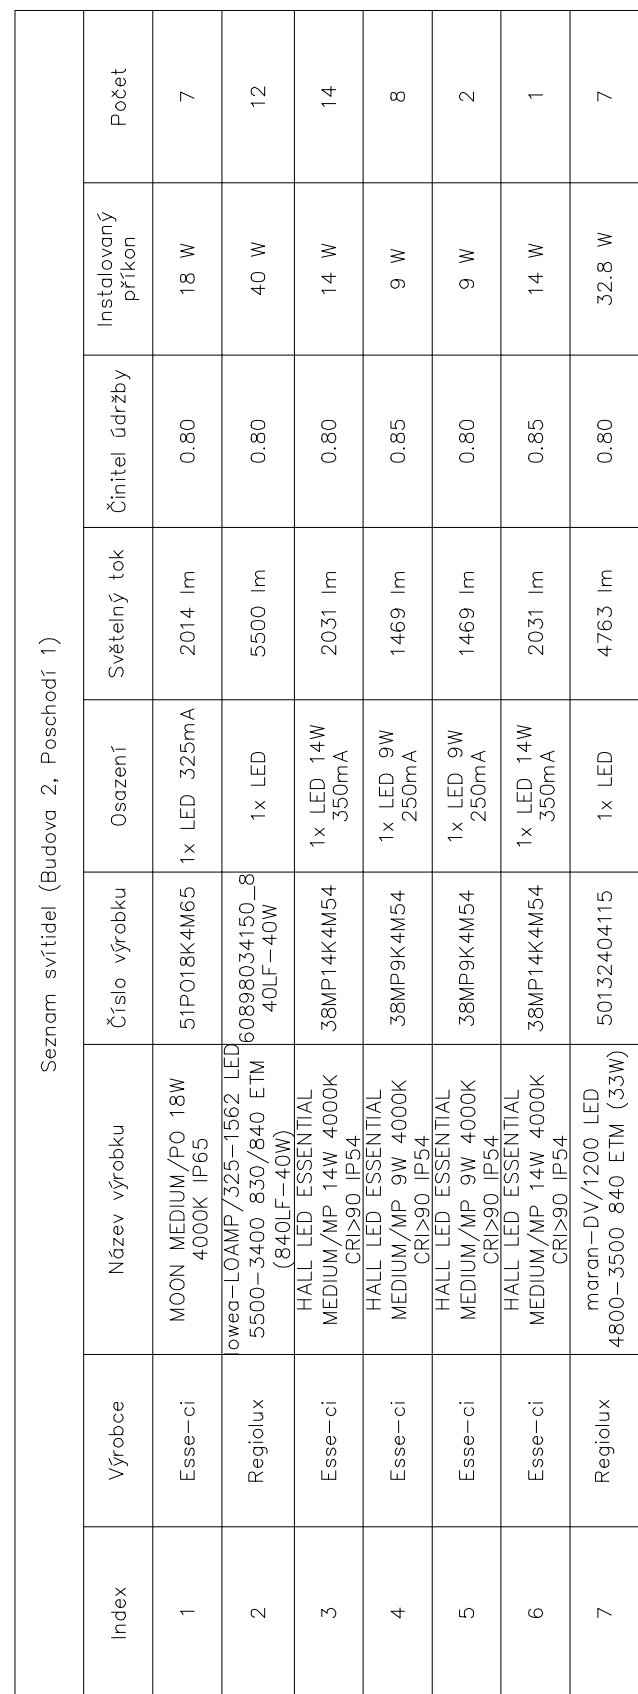 Seznam svítidel (Budova 2, Poschodí 1)
Index
Výrobce
Název výrobku
Číslo výrobku
Osazení
Světelný tok
Činitel údržby
Instalovaný
příkon
Počet
1
Esse-ci
MOON MEDIUM/PO 18W
4000K IP65
51PO18K4M65
1x LED 325mA
2014 lm
0.80
18 W
7
2
Regiolux
lowea-LOAMP/325-1562 LED
5500-3400 830/840 ETM
(840LF-40W)
60898034150_8
40LF-40W
1x LED
5500 lm
0.80
40 W
12
3
Esse-ci
HALL LED ESSENTIAL
MEDIUM/MP 14W 4000K
CRI>90 IP54
38MP14K4M54
1x LED 14W
350mA
2031 lm
0.80
14 W
14
4
Esse-ci
HALL LED ESSENTIAL
MEDIUM/MP 9W 4000K
CRI>90 IP54
38MP9K4M54
1x LED 9W
250mA
1469 lm
0.85
9 W
8
5
Esse-ci
HALL LED ESSENTIAL
MEDIUM/MP 9W 4000K
CRI>90 IP54
38MP9K4M54
1x LED 9W
250mA
1469 lm
0.80
9 W
2
6
Esse-ci
HALL LED ESSENTIAL
MEDIUM/MP 14W 4000K
CRI>90 IP54
38MP14K4M54
1x LED 14W
350mA
2031 lm
0.85
14 W
1
7
Regiolux
maran-DV/1200 LED
4800-3500 840 ETM (33W)
50132404115
1x LED
4763 lm
0.80
32.8 W
7